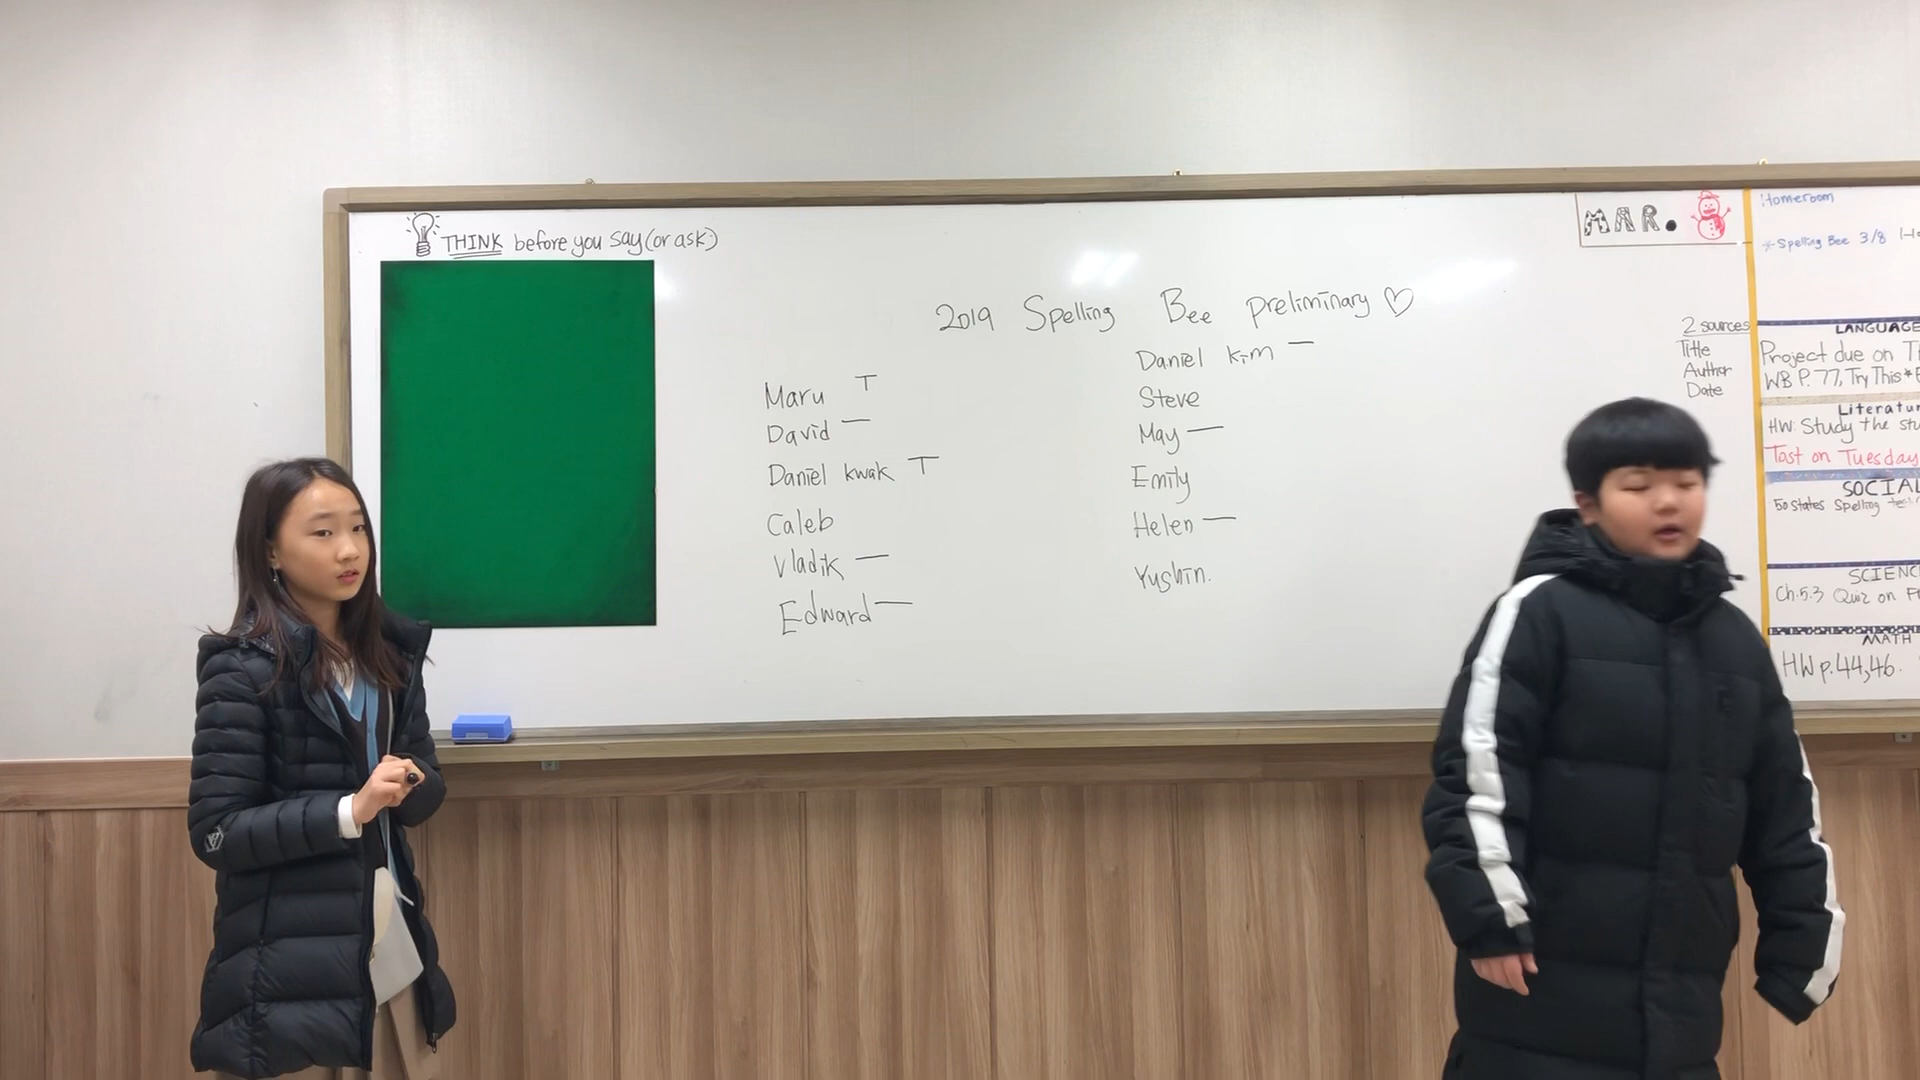 THINK before you say (or ask)
2019 Spelling Bee preliminary ♡
Maru T
David —
Daniel kwak T
Caleb
Vladik —
Edward —
Daniel kim —
Steve
May —
Emily
Helen —
Yushin.
MAR.
2 sources
Title
Author
Date
Homeroom
Spelling Bee 3/8
LANGUAGE
Project due on
WB P. 77, Try This *
HW: Study the
Test on Tuesday
50 states Spelling
Ch.5.3 Quiz on
MATH
HW p.44,46.